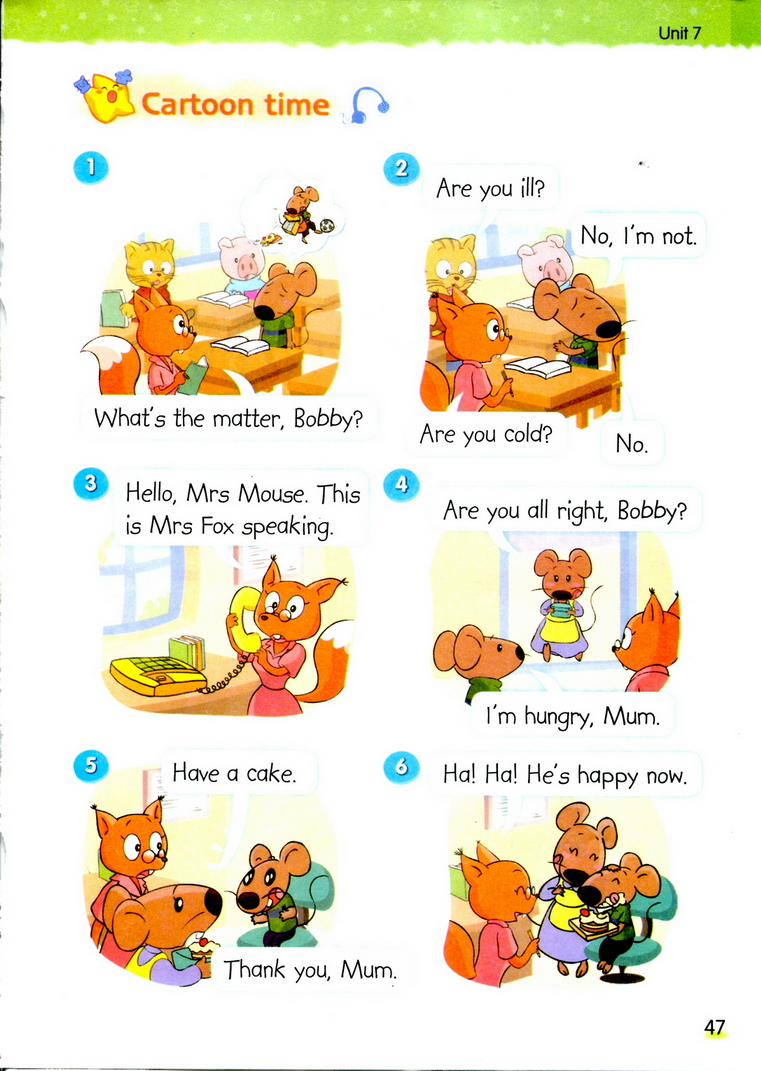 Unit 7
Cartoon time
1
What's the matter, Bobby?
2
Are you ill?
No, I'm not.
Are you cold?
No.
3
Hello, Mrs Mouse. This
is Mrs Fox speaking.
4
Are you all right, Bobby?
I'm hungry, Mum.
5
Have a cake.
Thank you, Mum.
6
Ha! Ha! He's happy now.
47